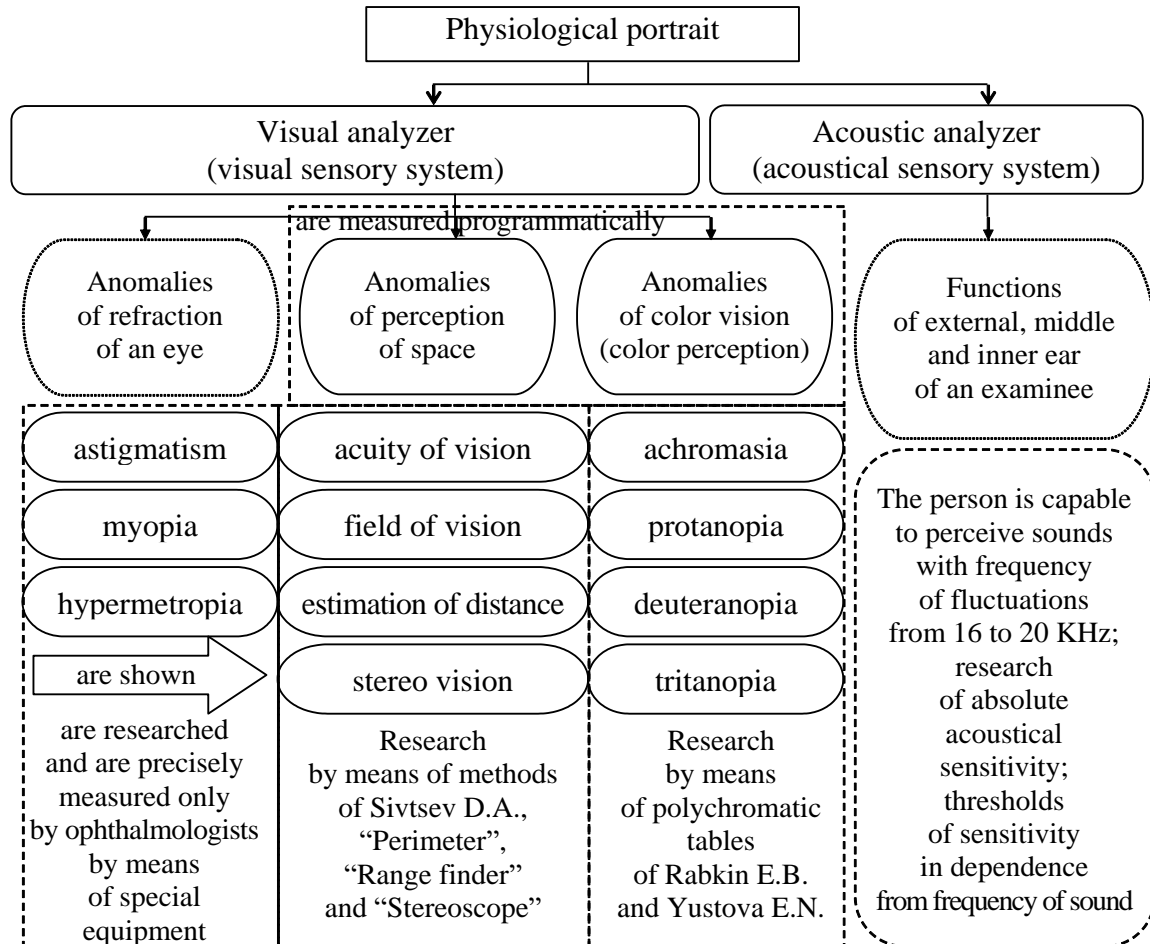 Physiological portrait
Visual analyzer
(visual sensory system)
Acoustic analyzer
(acoustical sensory system)
are measured programmatically
Anomalies
of refraction
of an eye
Anomalies
of perception
of space
Anomalies
of color vision
(color perception)
Functions
of external, middle
and inner ear
of an examinee
astigmatism
myopia
hypermetropia
are shown
are researched
and are precisely
measured only
by ophthalmologists
by means
of special
equipment
acuity of vision
field of vision
estimation of distance
stereo vision
Research
by means of methods
of Sivtsev D.A.,
“Perimeter”,
“Range finder”
and “Stereoscope”
achromasia
protanopia
deuteranopia
tritanopia
Research
by means
of polychromatic
tables
of Rabkin E.B.
and Yustova E.N.
The person is capable
to perceive sounds
with frequency
of fluctuations
from 16 to 20 KHz;
research
of absolute
acoustical
sensitivity;
thresholds
of sensitivity
in dependence
from frequency of sound